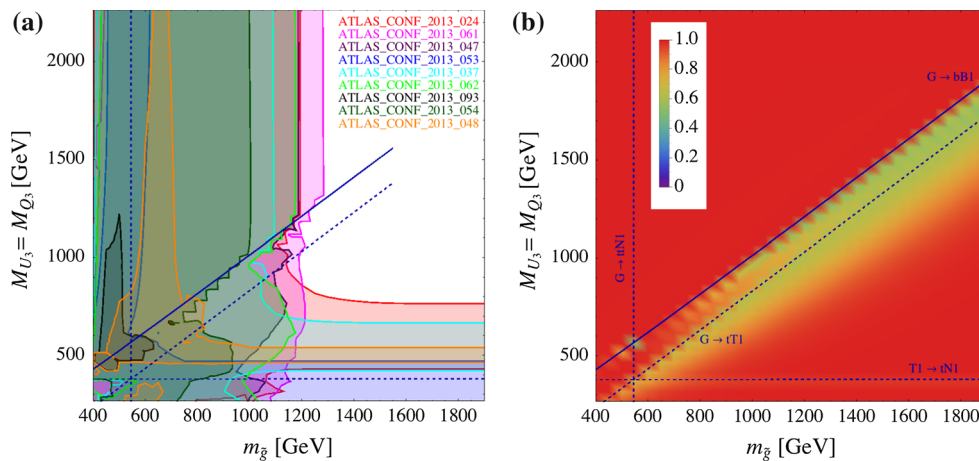 (a)
ATLAS_CONF_2013_024
ATLAS_CONF_2013_061
ATLAS_CONF_2013_047
ATLAS_CONF_2013_053
ATLAS_CONF_2013_037
ATLAS_CONF_2013_062
ATLAS_CONF_2013_093
ATLAS_CONF_2013_054
ATLAS_CONF_2013_048
2000
1500
1000
500
M_{U_3} = M_{Q_3} [GeV]
400 600 800 1000 1200 1400 1600 1800
m_{g̃} [GeV]
(b)
1.0
0.8
0.6
0.4
0.2
0
G → bB1
G → ttN1
G → tT1
T1 → tN1
2000
1500
1000
500
M_{U_3} = M_{Q_3} [GeV]
400 600 800 1000 1200 1400 1600 1800
m_{g̃} [GeV]